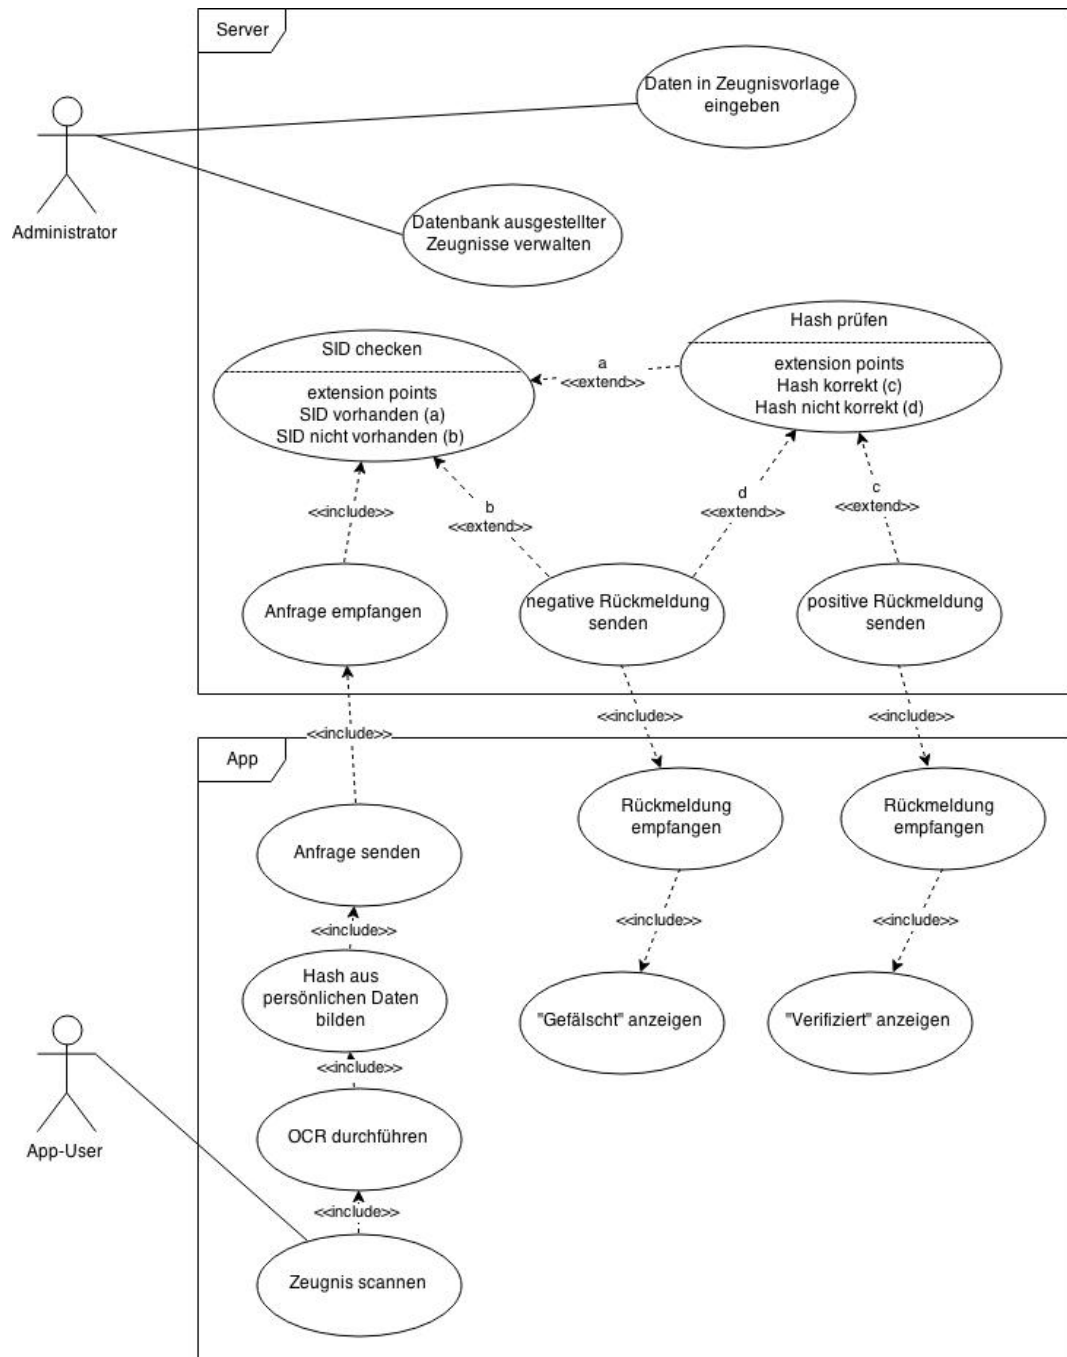 Server
Daten in Zeugnisvorlage
eingeben
Administrator
Datenbank ausgestellter
Zeugnisse verwalten
SID checken
extension points
SID vorhanden (a)
SID nicht vorhanden (b)
a
<<extend>>
Hash prüfen
extension points
Hash korrekt (c)
Hash nicht korrekt (d)
<<include>>
b
<<extend>>
d
<<extend>>
c
<<extend>>
Anfrage empfangen
negative Rückmeldung
senden
positive Rückmeldung
senden
<<include>>
<<include>>
<<include>>
App
Anfrage senden
Rückmeldung
empfangen
Rückmeldung
empfangen
<<include>>
<<include>>
<<include>>
Hash aus
persönlichen Daten
bilden
"Gefälscht" anzeigen
"Verifiziert" anzeigen
<<include>>
OCR durchführen
App-User
<<include>>
Zeugnis scannen